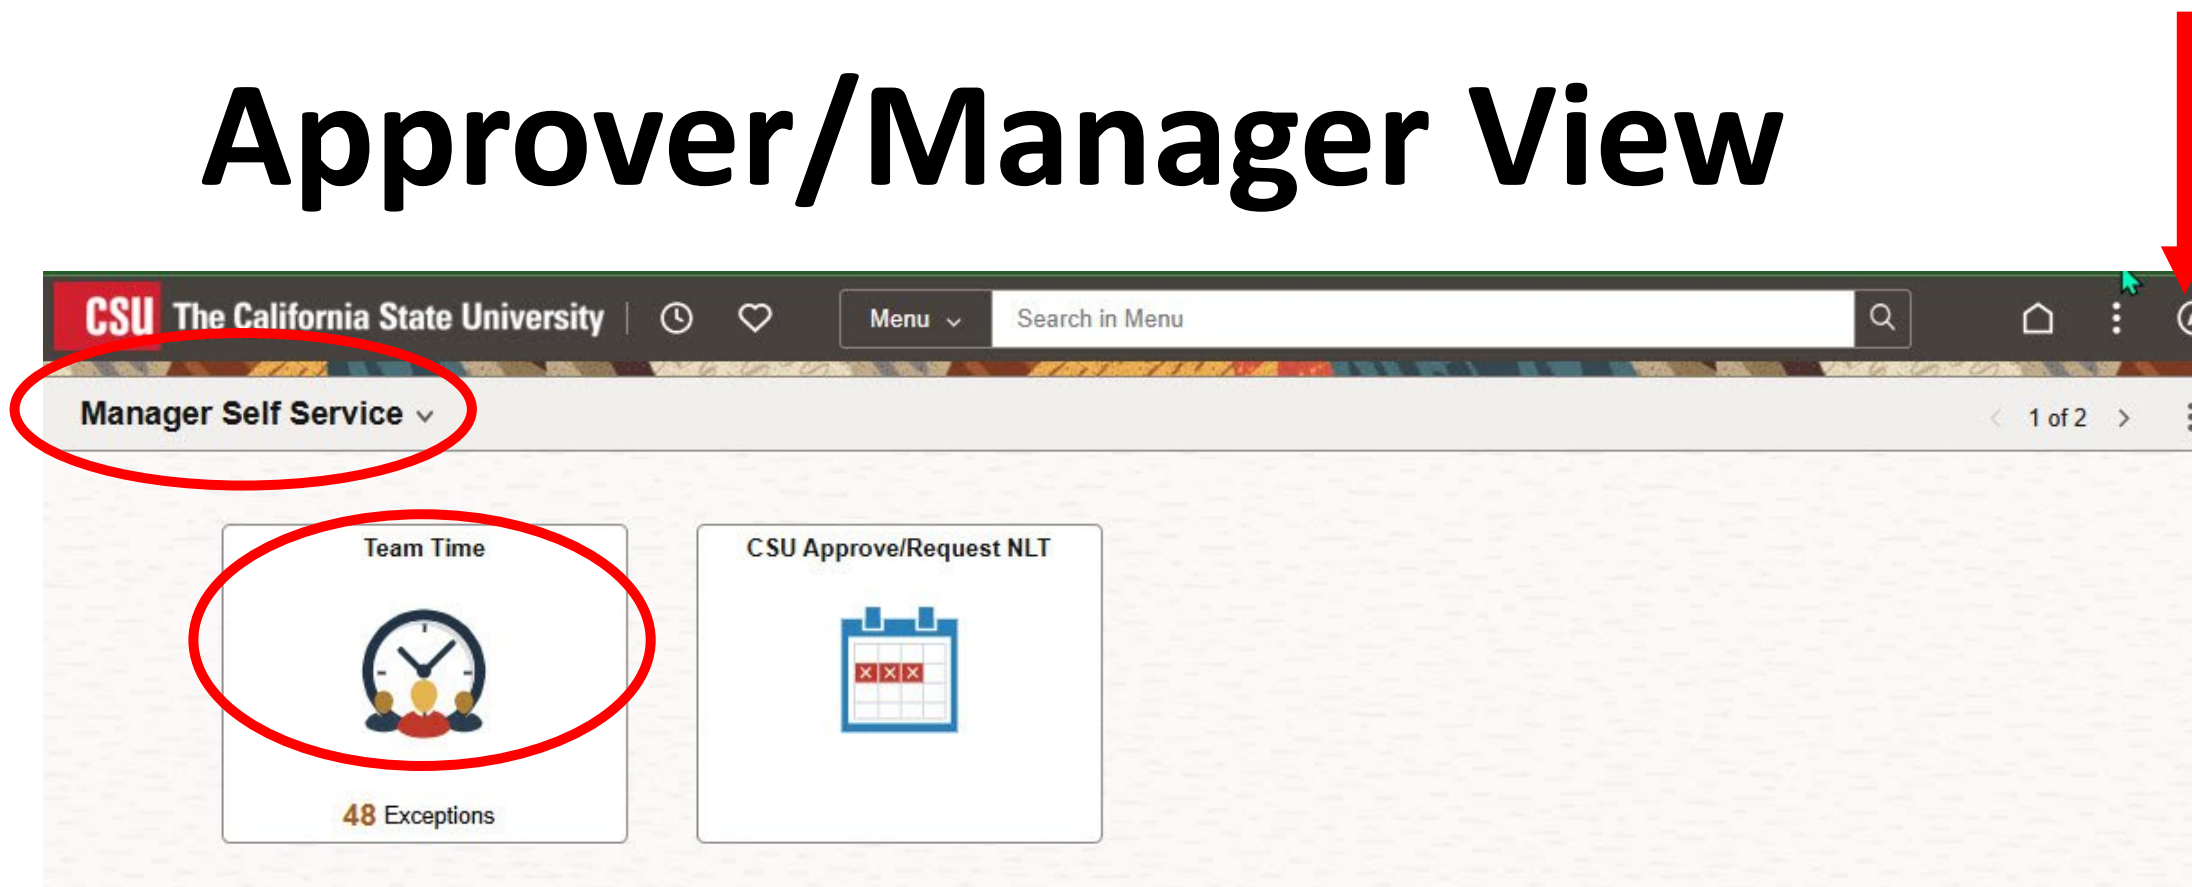 Approver/Manager View
CSU The California State University
Menu
Search in Menu
Manager Self Service
1 of 2
Team Time
CSU Approve/Request NLT
48 Exceptions